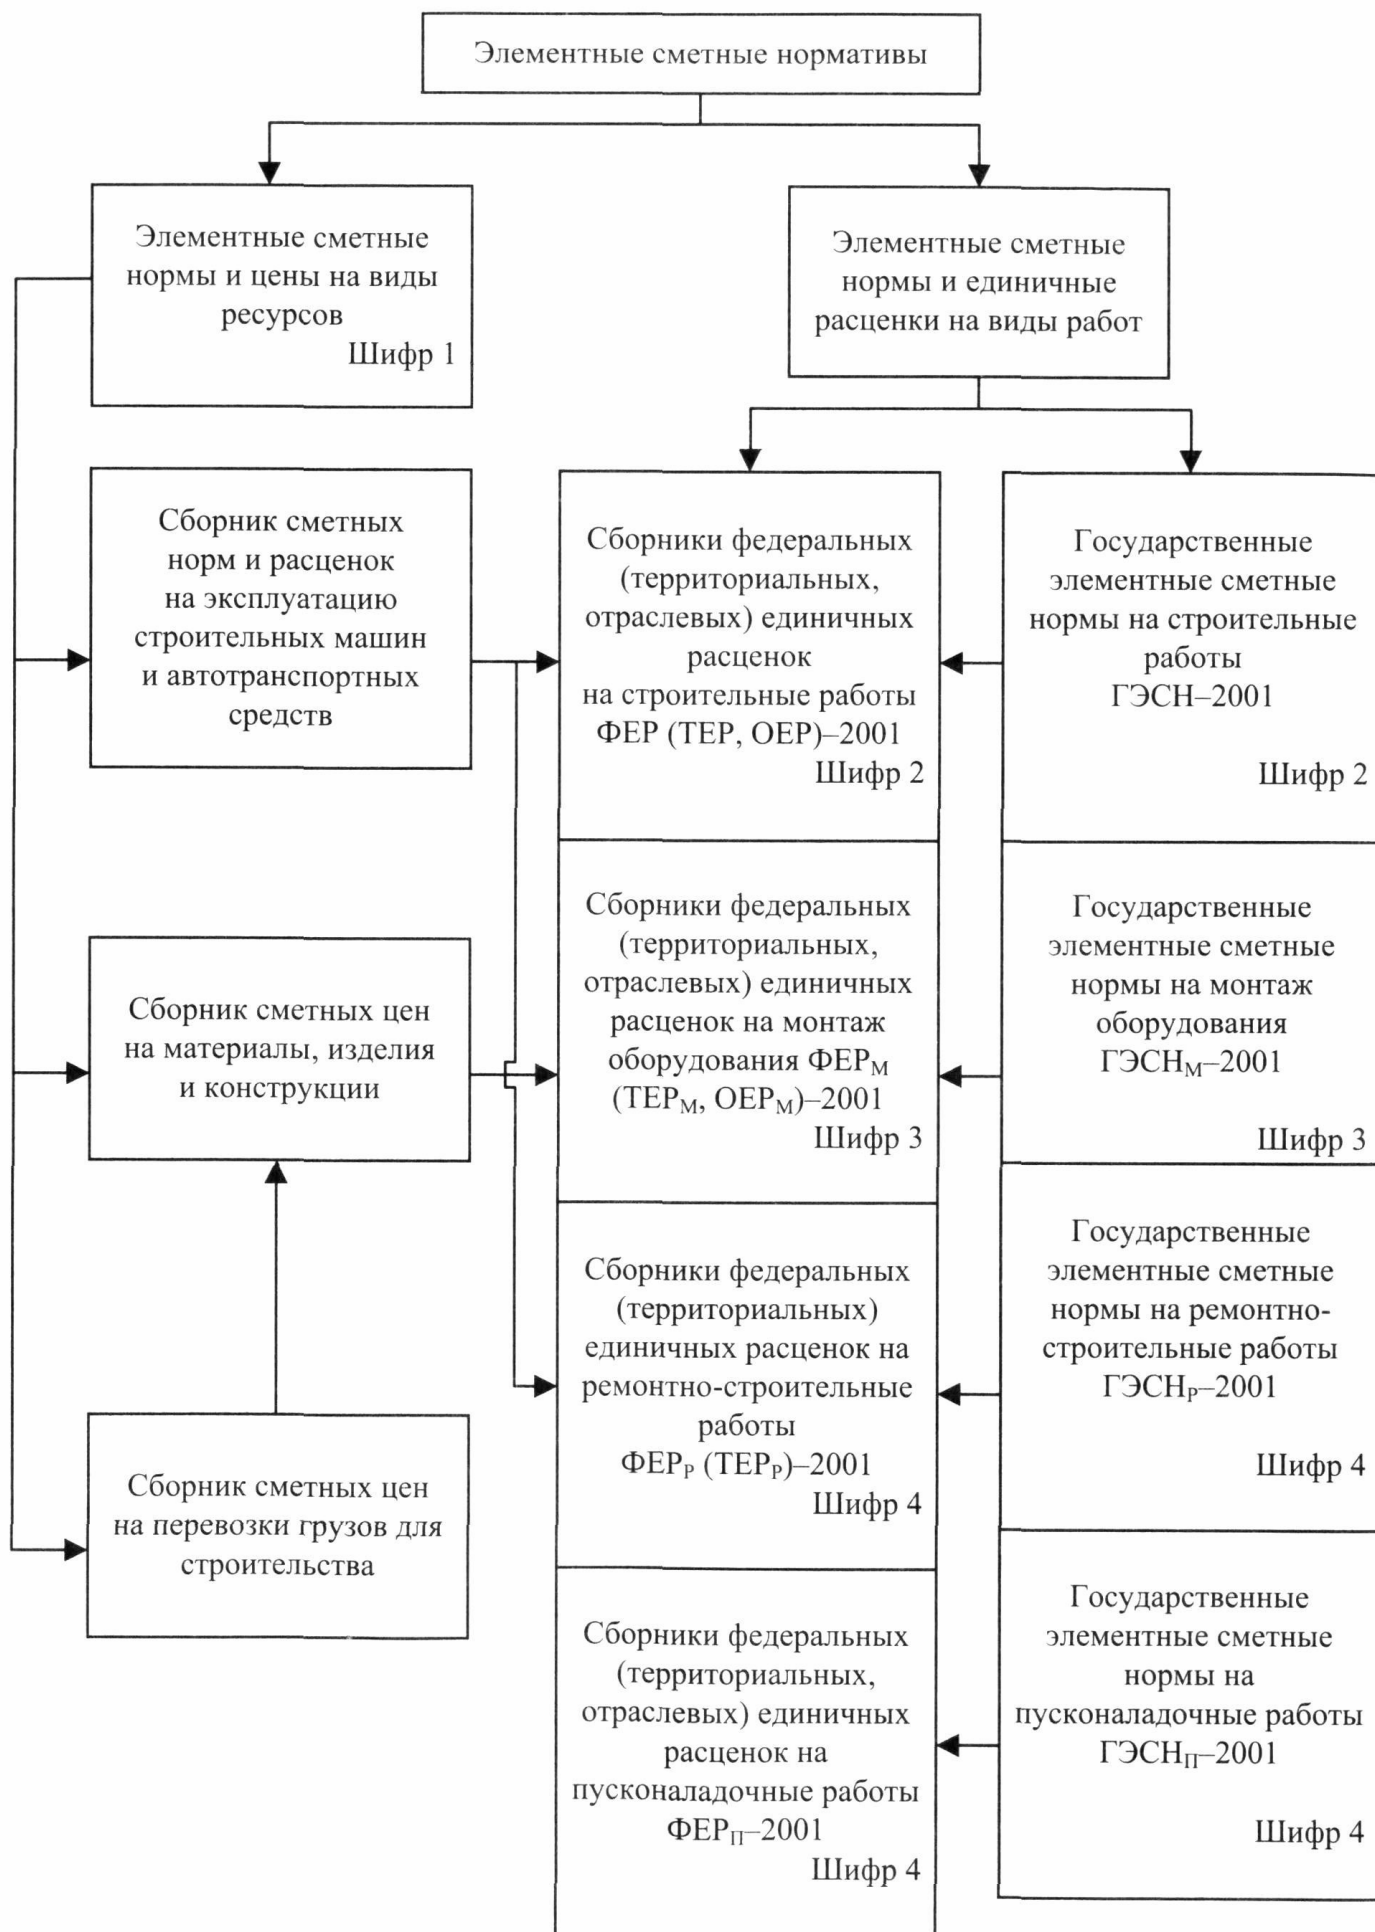 Элементные сметные нормативы
Элементные сметные
нормы и цены на виды
ресурсов
Шифр 1
Элементные сметные
нормы и единичные
расценки на виды работ
Сборник сметных
норм и расценок
на эксплуатацию
строительных машин
и автотранспортных
средств
Сборники федеральных
(территориальных,
отраслевых) единичных
расценок
на строительные работы
ФЕР (ТЕР, ОЕР)–2001
Шифр 2
Государственные
элементные сметные
нормы на строительные
работы
ГЭСН–2001
Шифр 2
Сборник сметных цен
на материалы, изделия
и конструкции
Сборники федеральных
(территориальных,
отраслевых) единичных
расценок на монтаж
оборудования ФЕРМ
(ТЕРМ, ОЕРМ)–2001
Шифр 3
Государственные
элементные сметные
нормы на монтаж
оборудования
ГЭСНМ–2001
Шифр 3
Сборник сметных цен
на перевозки грузов для
строительства
Сборники федеральных
(территориальных)
единичных расценок на
ремонтно-строительные
работы
ФЕРР (ТЕРР)–2001
Шифр 4
Государственные
элементные сметные
нормы на ремонтно-
строительные работы
ГЭСНР–2001
Шифр 4
Сборники федеральных
(территориальных,
отраслевых) единичных
расценок на
пусконаладочные работы
ФЕРП–2001
Шифр 4
Государственные
элементные сметные
нормы на
пусконаладочные работы
ГЭСНП–2001
Шифр 4